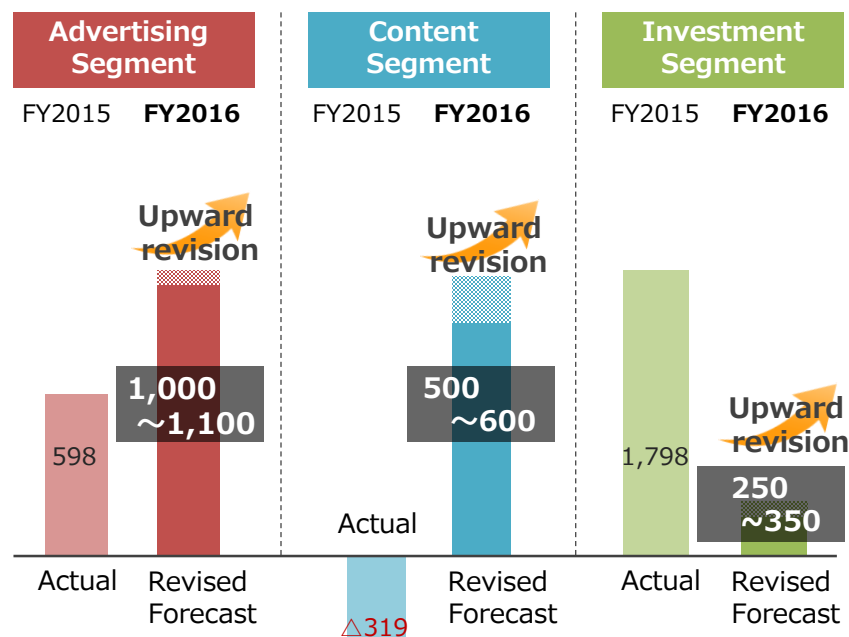 Advertising
Segment
FY2015 FY2016
Upward
revision
1,000
～1,100
598
Actual
Revised
Forecast
Content
Segment
FY2015 FY2016
Upward
revision
500
～600
Actual
△319
Revised
Forecast
Investment
Segment
FY2015 FY2016
1,798
Upward
revision
250
～350
Actual
Revised
Forecast